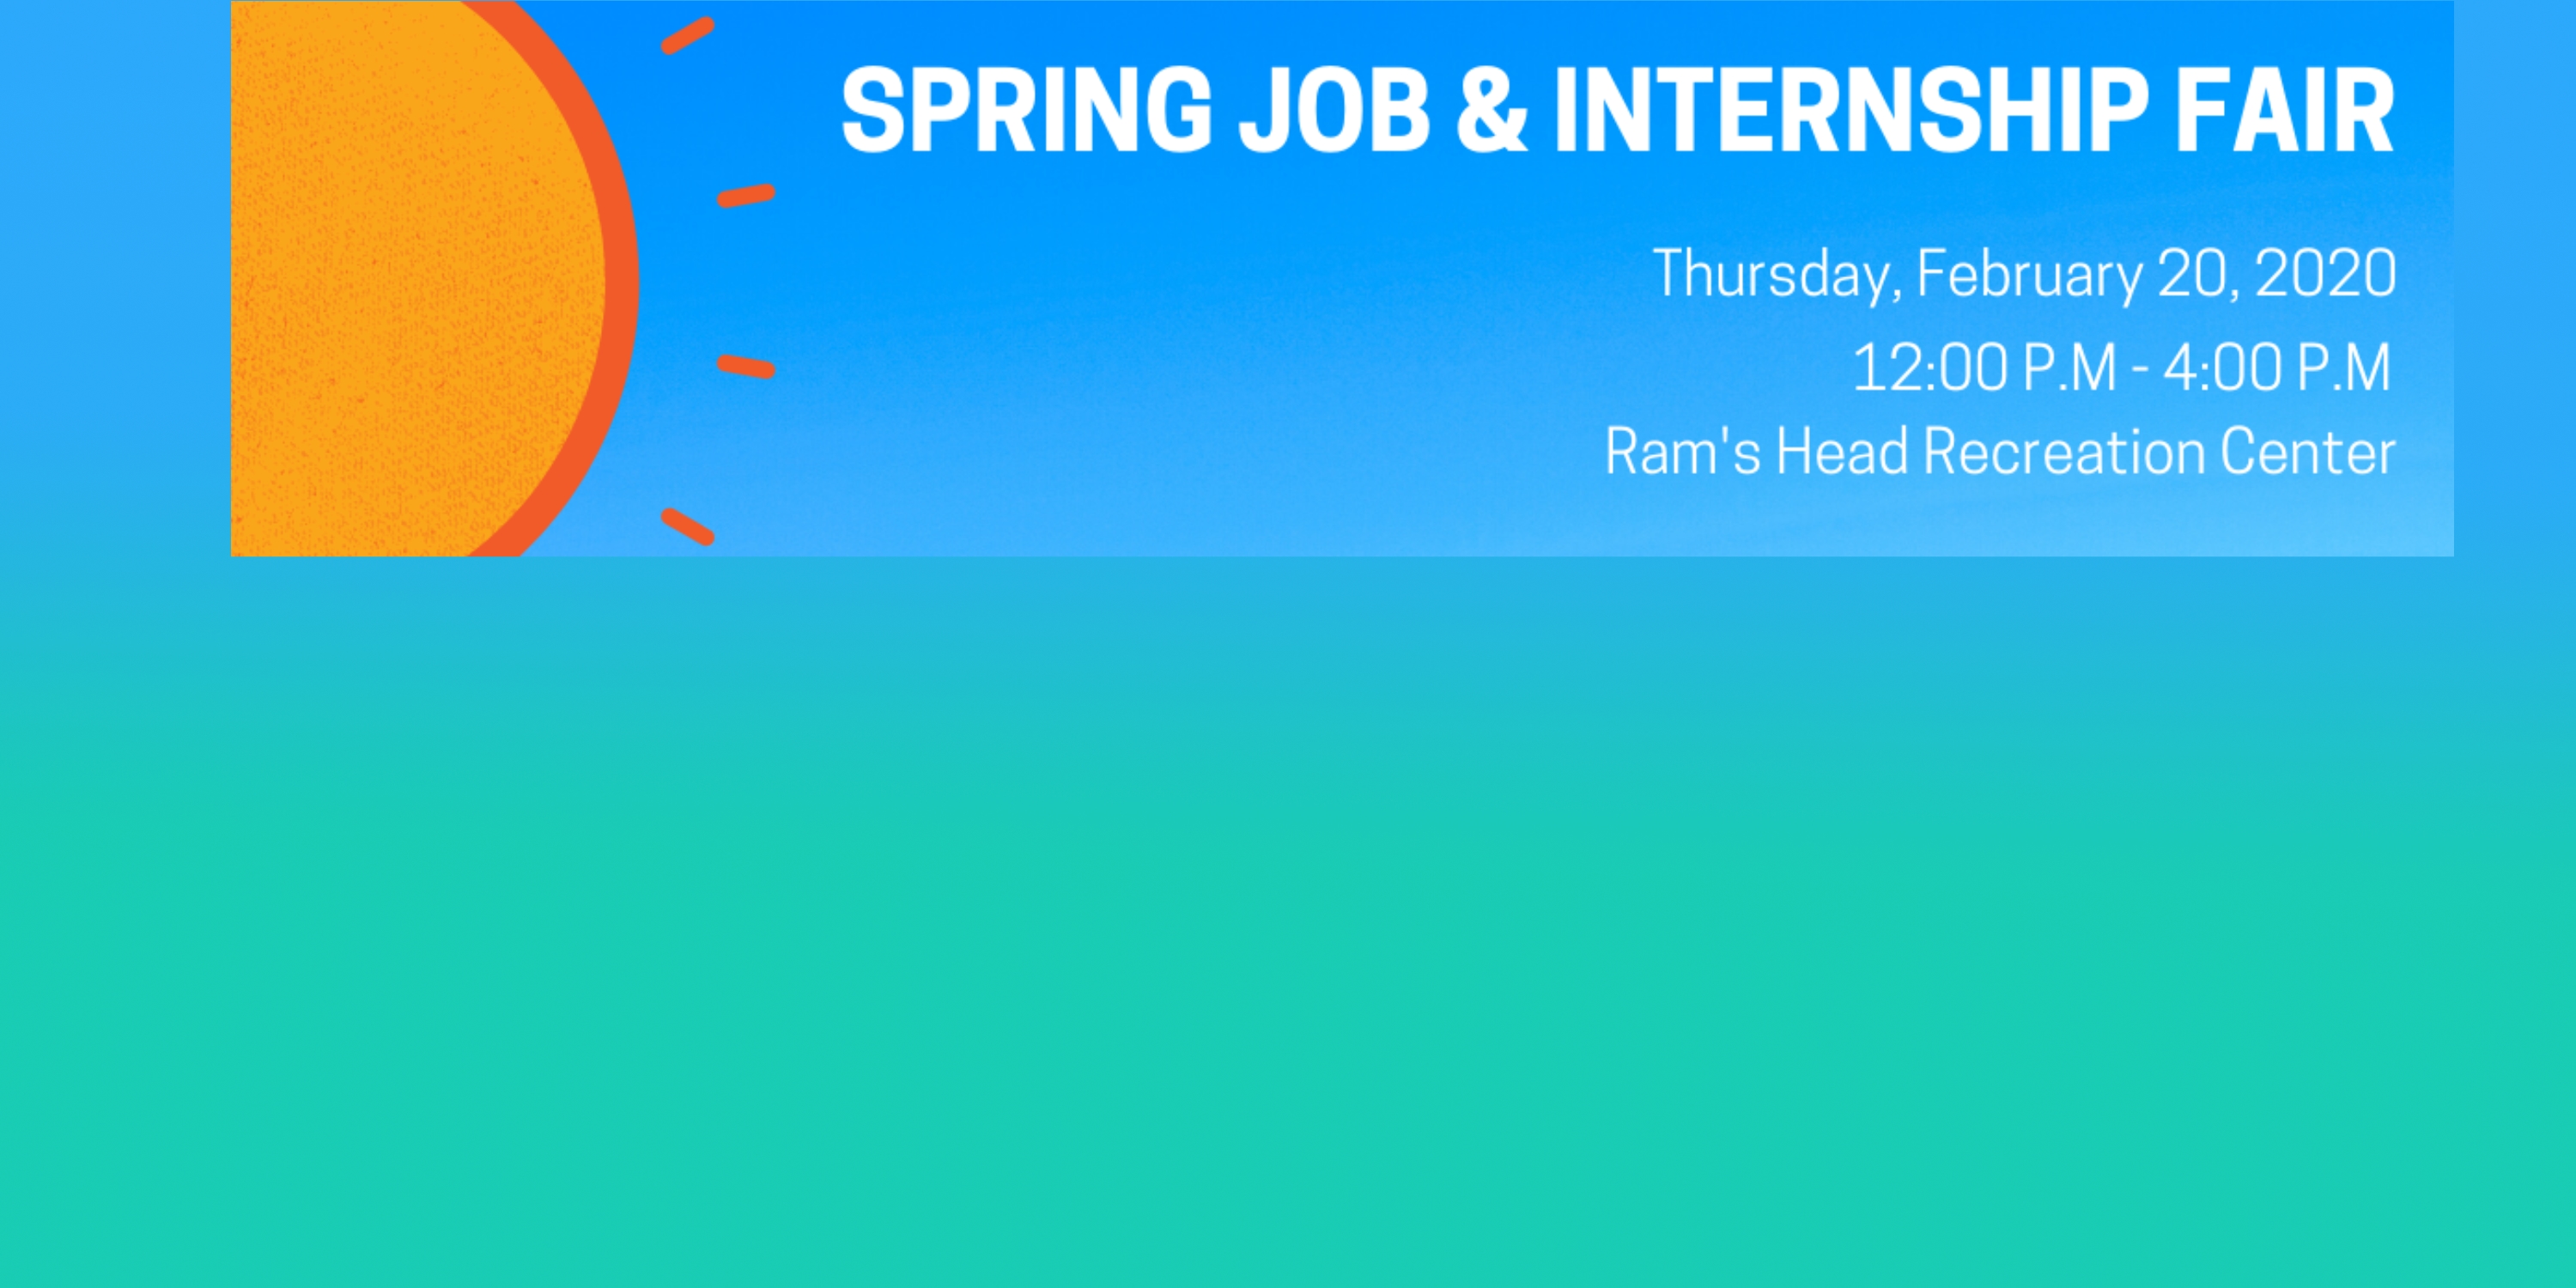 SPRING JOB & INTERNSHIP FAIR
Thursday, February 20, 2020
12:00 P.M - 4:00 P.M
Ram's Head Recreation Center